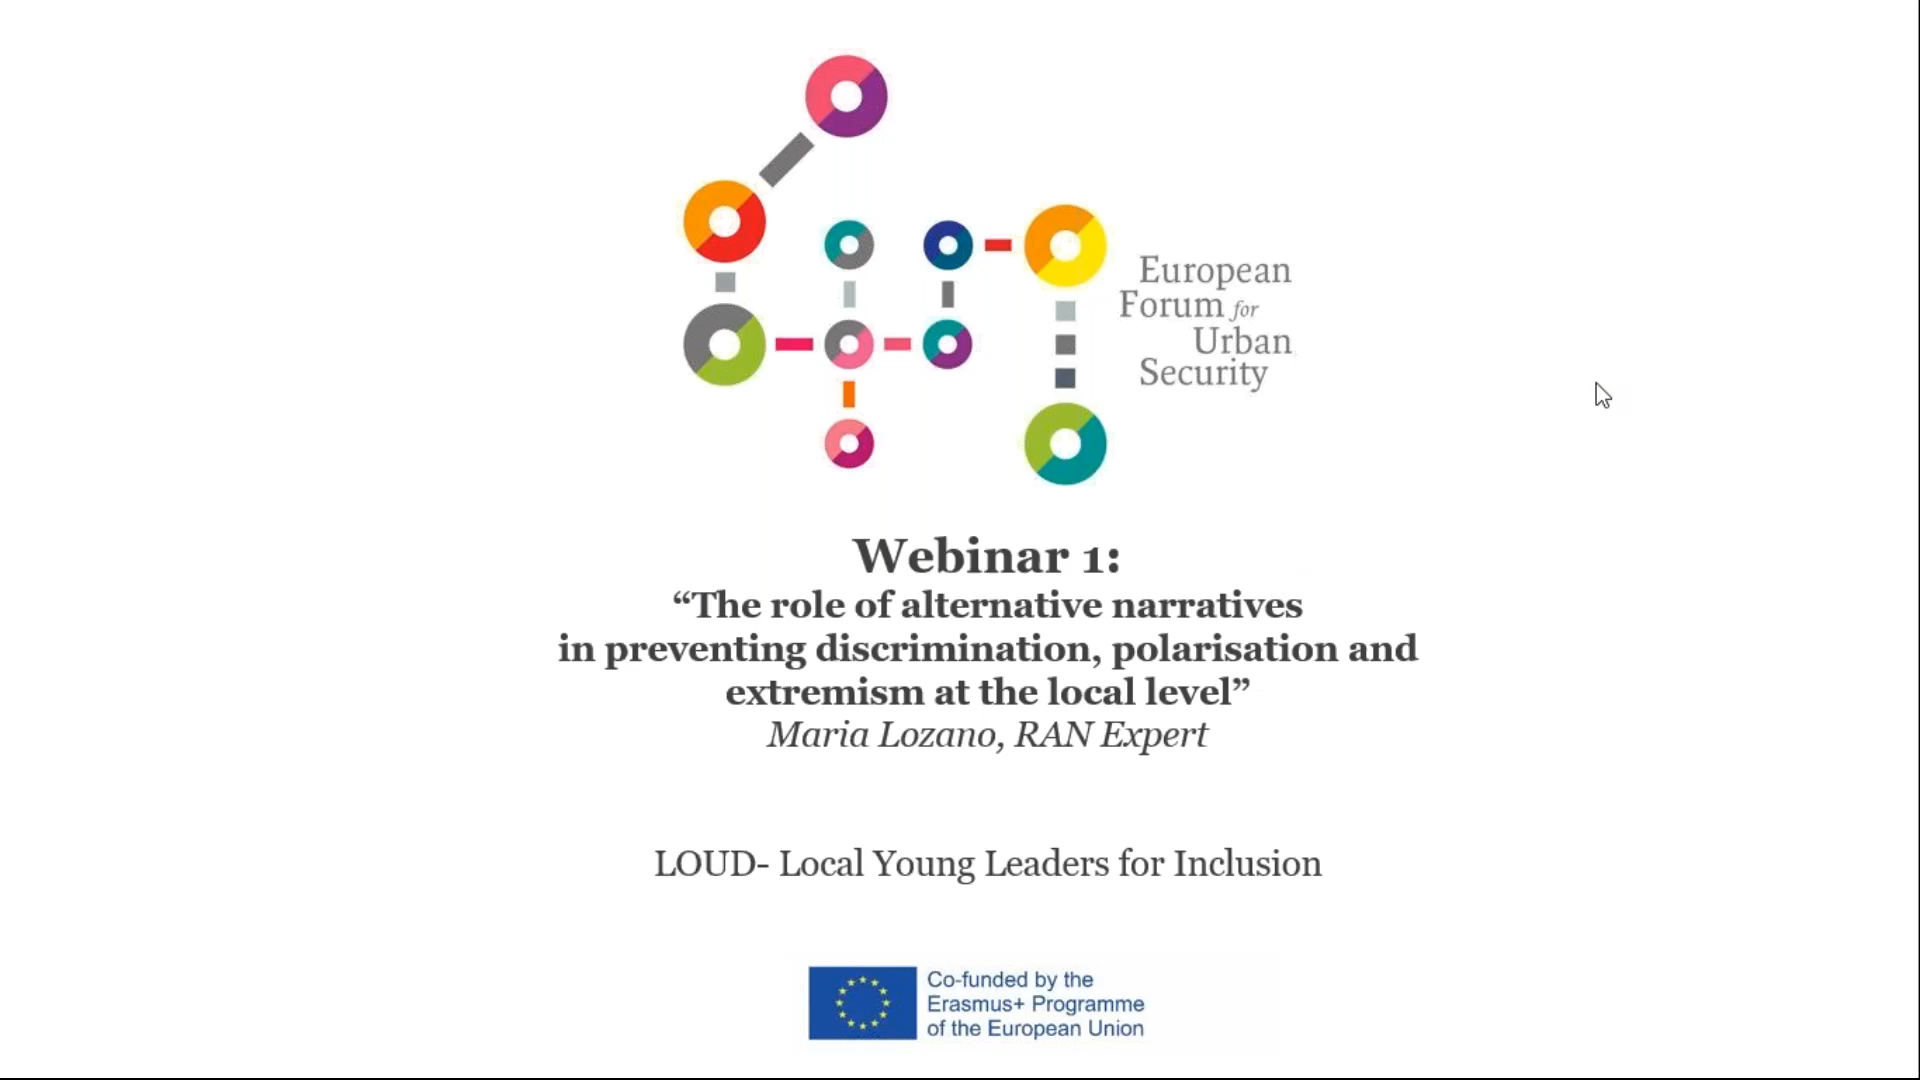 European
Forum for
Urban
Security
Webinar 1:
“The role of alternative narratives
in preventing discrimination, polarisation and
extremism at the local level”
Maria Lozano, RAN Expert
LOUD- Local Young Leaders for Inclusion
Co-funded by the
Erasmus+ Programme
of the European Union